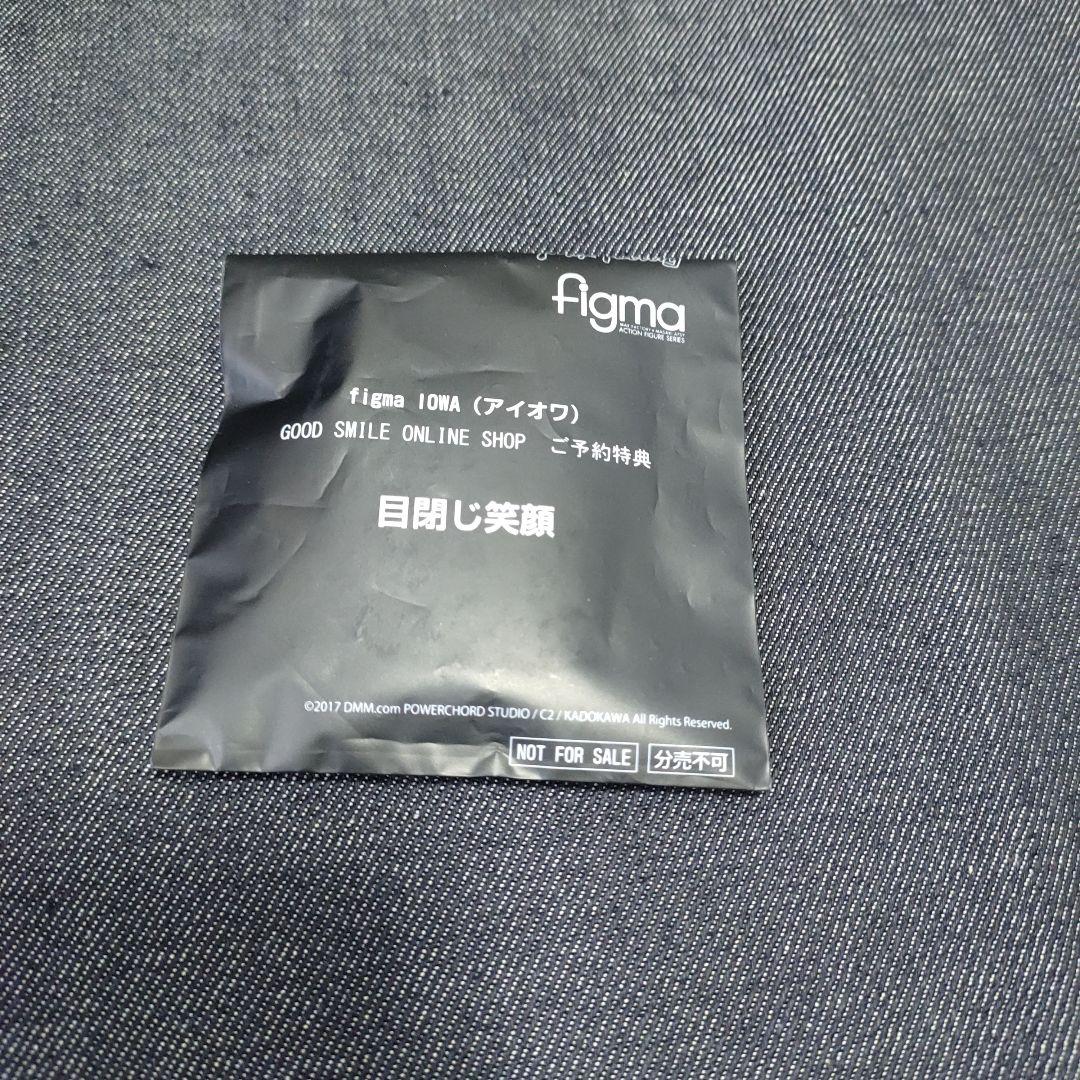 figma
MAX FACTORY × MASAKI APSY
ACTION FIGURE SERIES
figma IOWA (アイオワ)
GOOD SMILE ONLINE SHOP ご予約特典
目閉じ笑顔
©2017 DMM.com POWERCHORD STUDIO / C2 / KADOKAWA All Rights Reserved.
NOT FOR SALE 分売不可